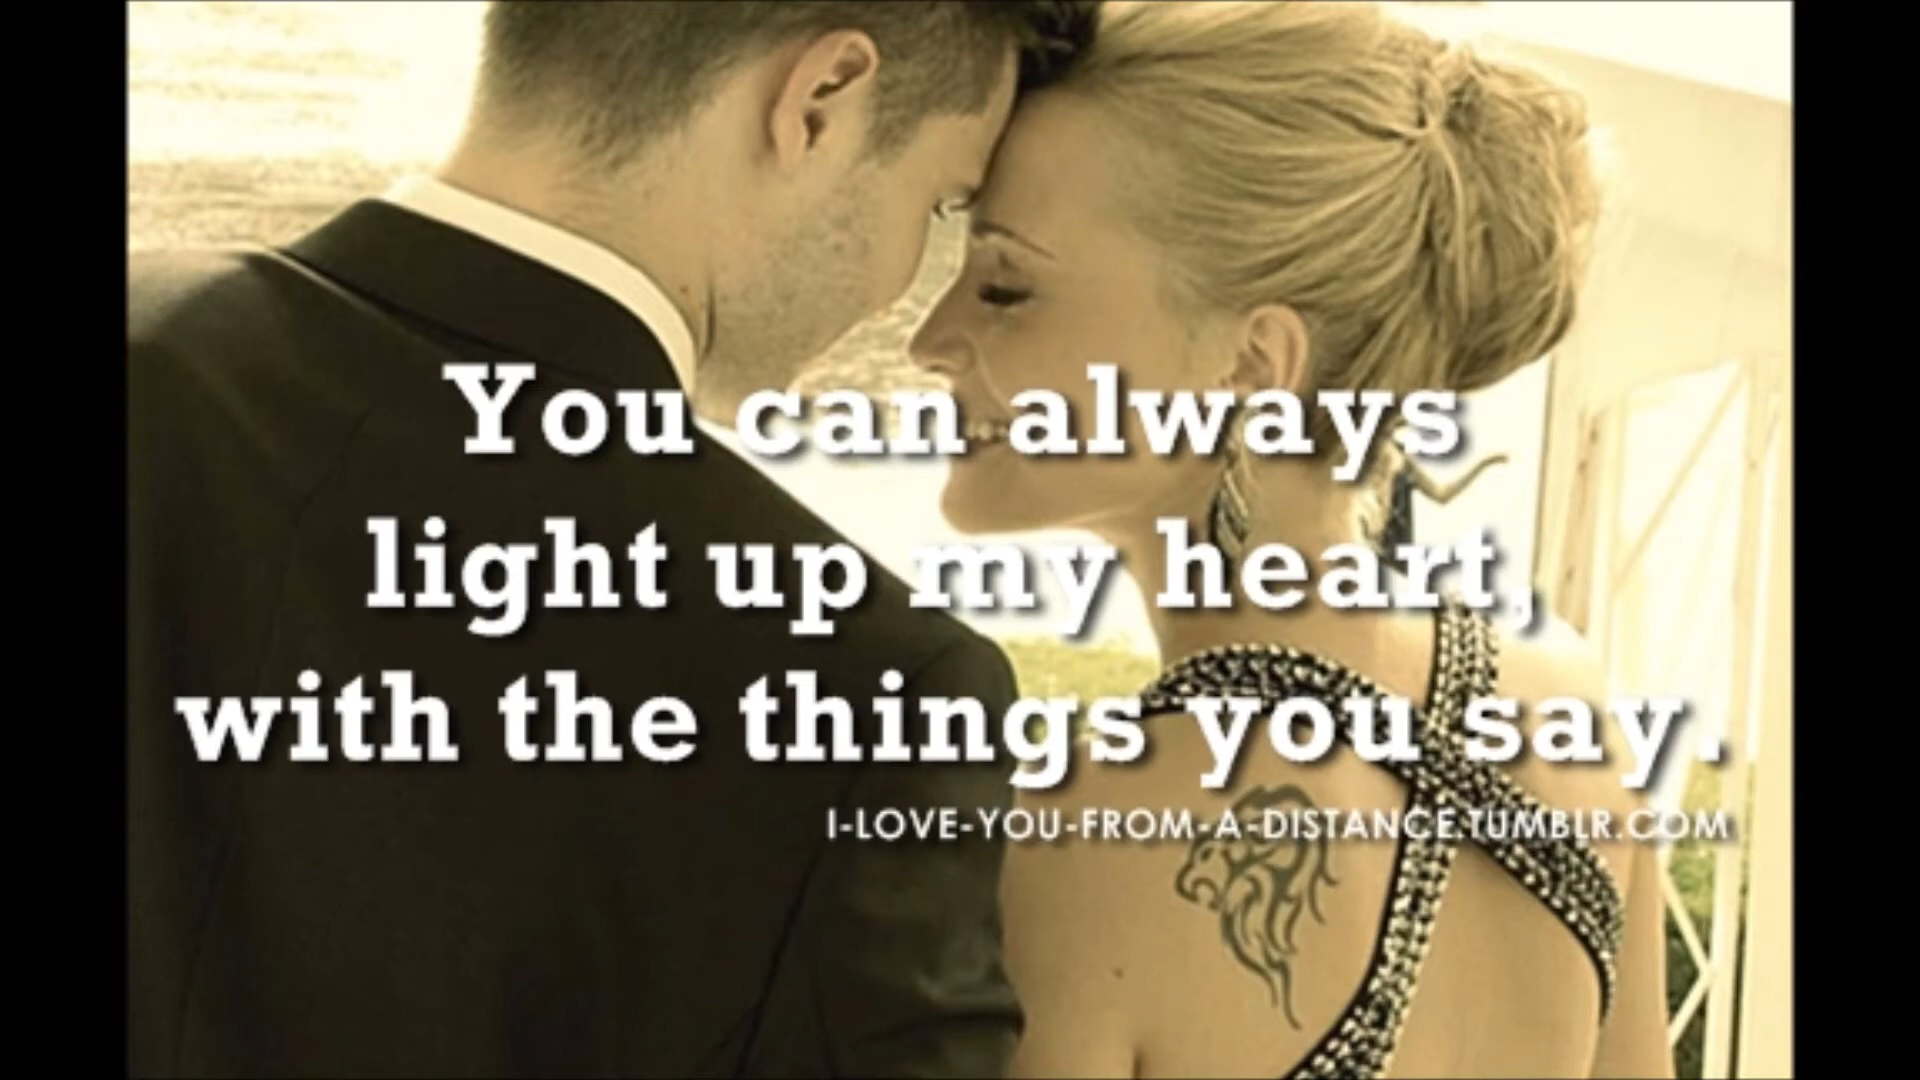 You can always
light up my heart,
with the things you say.
I-LOVE-YOU-FROM-A-DISTANCE.TUMBLR.COM